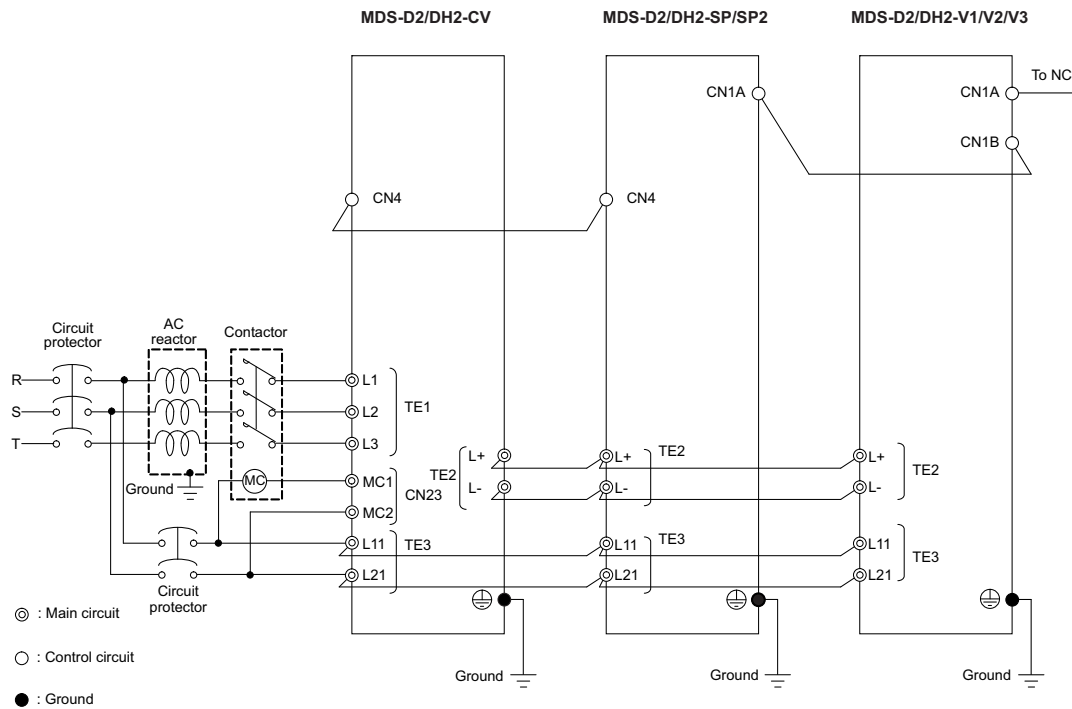 MDS-D2/DH2-CV
MDS-D2/DH2-SP/SP2
MDS-D2/DH2-V1/V2/V3
CN1A
CN1A
To NC
CN1B
CN4
CN4
Circuit
protector
AC
reactor
Contactor
R
S
T
L1
L2
L3
TE1
Ground
MC
MC1
MC2
CN23
L11
L21
TE3
Circuit
protector
TE2
L+
L-
L+
L-
TE2
L11
L21
TE3
L+
L-
TE2
L11
L21
TE3
Ground
Ground
Ground
: Main circuit
: Control circuit
: Ground